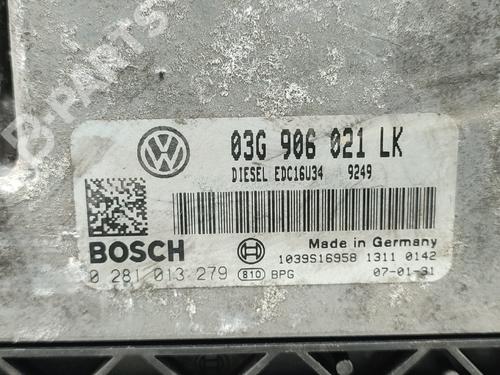 B-PARTS
03G 906 021 LK
DIESEL EDC16U34 9249
BOSCH
Made in Germany
0 281 013 279 810 BPG
1039S16958 1311 0142
07-01-31